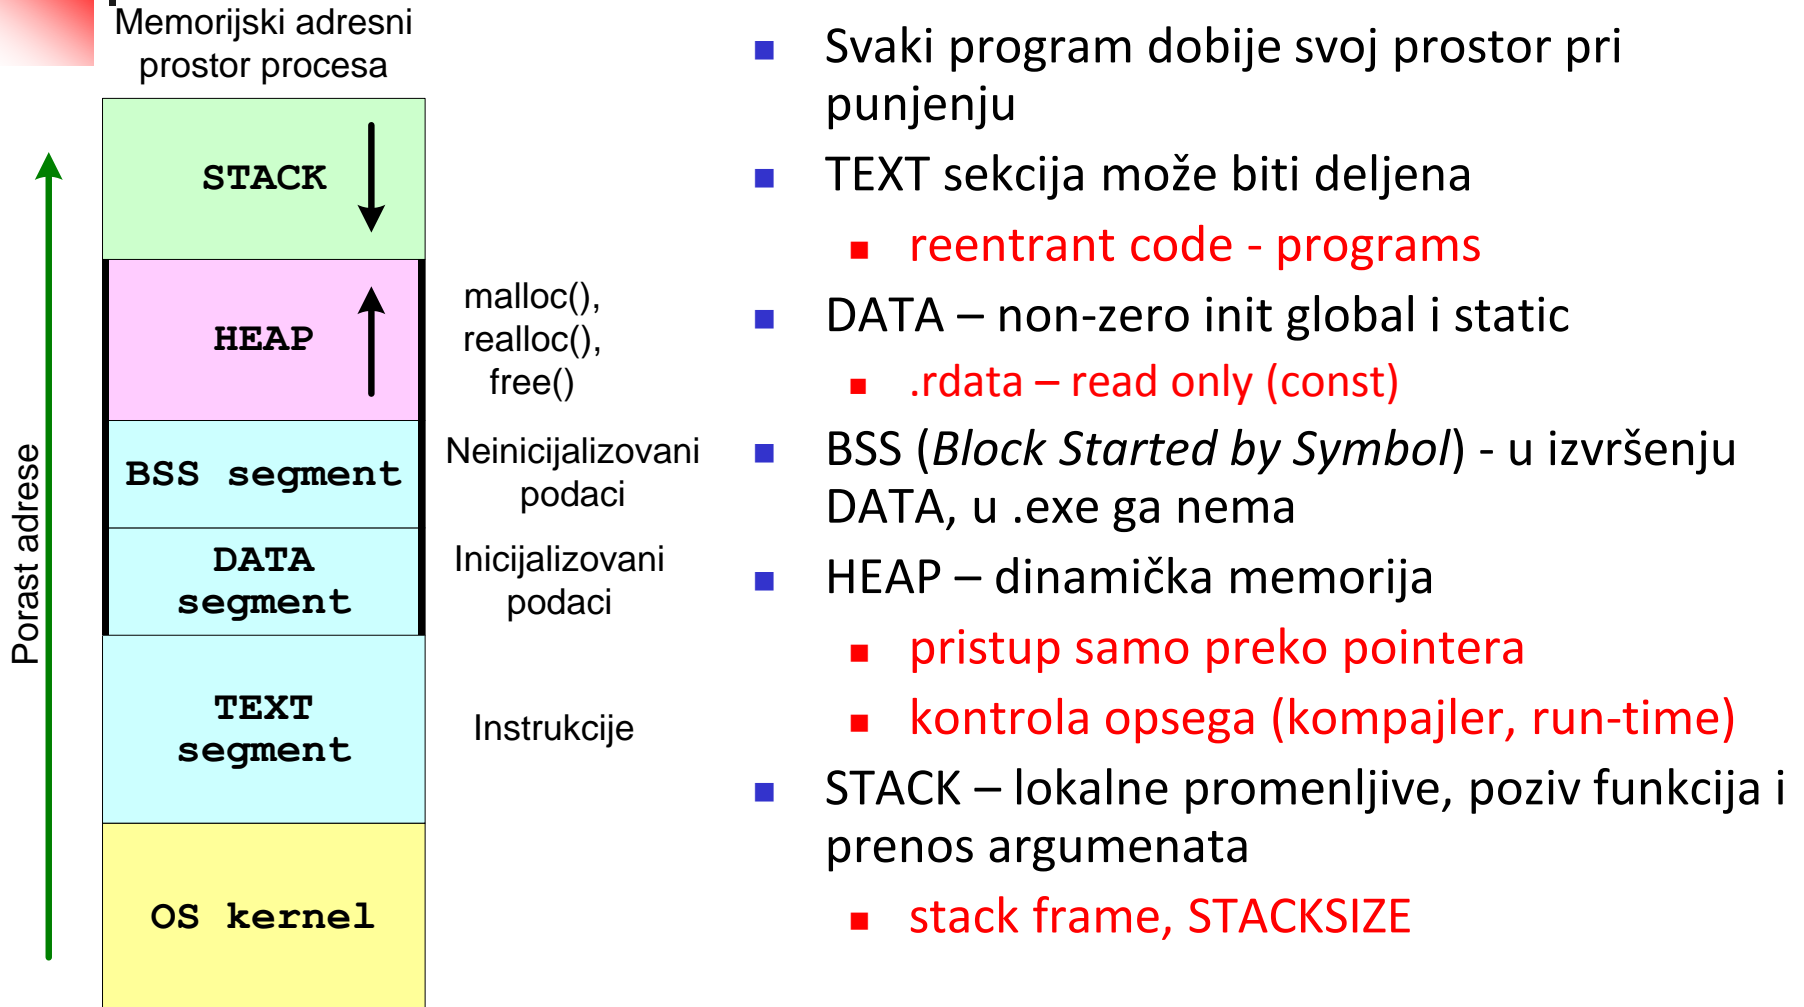 Memorijski adresni
prostor procesa
Porast adrese
STACK
HEAP
malloc(),
realloc(),
free()
BSS segment
Neinicijalizovani
podaci
DATA
segment
Inicijalizovani
podaci
TEXT
segment
Instrukcije
OS kernel
Svaki program dobije svoj prostor pri
punjenju
TEXT sekcija može biti deljena
reentrant code - programs
DATA – non-zero init global i static
.rdata – read only (const)
BSS (Block Started by Symbol) - u izvršenju
DATA, u .exe ga nema
HEAP – dinamička memorija
pristup samo preko pointera
kontrola opsega (kompajler, run-time)
STACK – lokalne promenljive, poziv funkcija i
prenos argumenata
stack frame, STACKSIZE